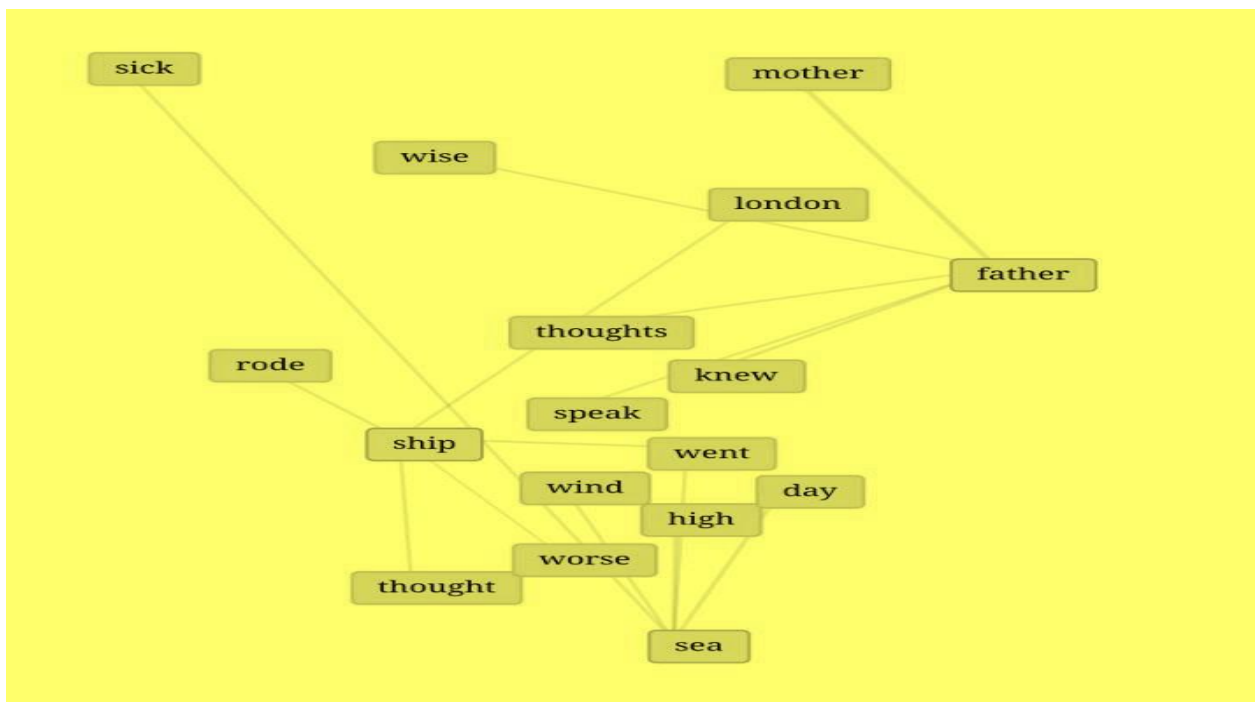 sick
mother
wise
london
father
thoughts
rode
knew
speak
ship
went
wind
day
high
worse
thought
sea